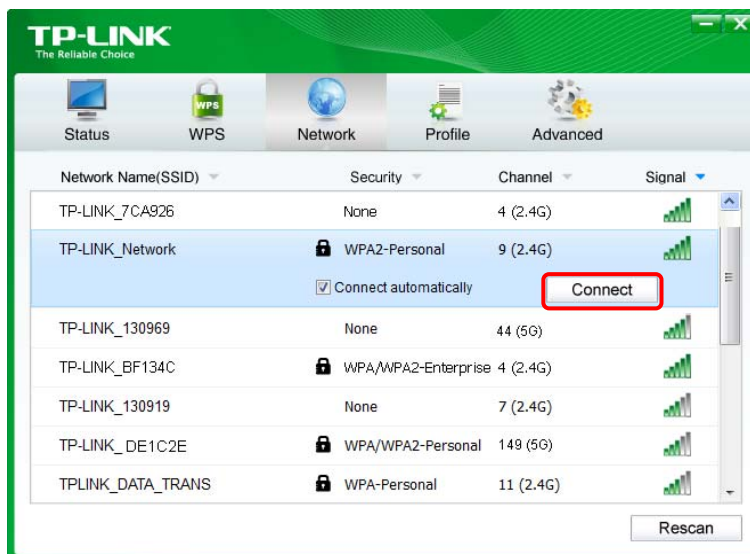 TP-LINK
The Reliable Choice
WPS
Status WPS Network Profile Advanced
Network Name(SSID) Security Channel Signal
TP-LINK_7CA926 None 4 (2.4G)
TP-LINK_Network WPA2-Personal 9 (2.4G)
Connect automatically Connect
TP-LINK_130969 None 44 (5G)
TP-LINK_BF134C WPA/WPA2-Enterprise 4 (2.4G)
TP-LINK_130919 None 7 (2.4G)
TP-LINK_ DE1C2E WPA/WPA2-Personal 149 (5G)
TPLINK_DATA_TRANS WPA-Personal 11 (2.4G)
Rescan